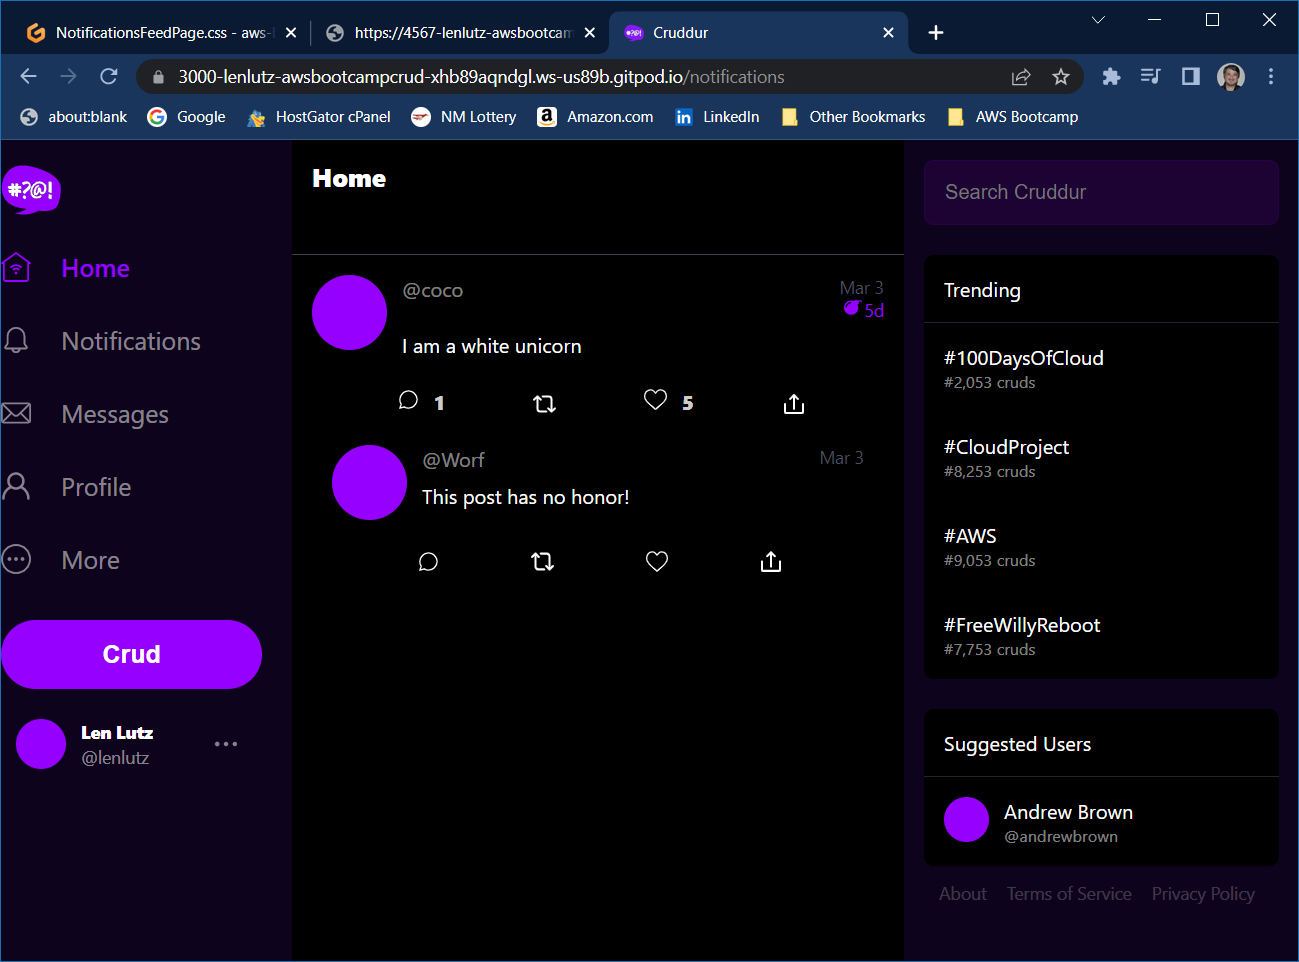 NotificationsFeedPage.css - aws-
https://4567-lenlutz-awsbootcam
Cruddur
3000-lenlutz-awsbootcampcrud-xhb89aqndgl.ws-us89b.gitpod.io/notifications
about:blank
Google
HostGator cPanel
NM Lottery
Amazon.com
LinkedIn
Other Bookmarks
AWS Bootcamp
#?@!
Home
Notifications
Messages
Profile
More
Crud
Len Lutz
@lenlutz
Home
@coco
Mar 3
5d
I am a white unicorn
1
5
@Worf
Mar 3
This post has no honor!
Search Cruddur
Trending
#100DaysOfCloud
#2,053 cruds
#CloudProject
#8,253 cruds
#AWS
#9,053 cruds
#FreeWillyReboot
#7,753 cruds
Suggested Users
Andrew Brown
@andrewbrown
About Terms of Service Privacy Policy